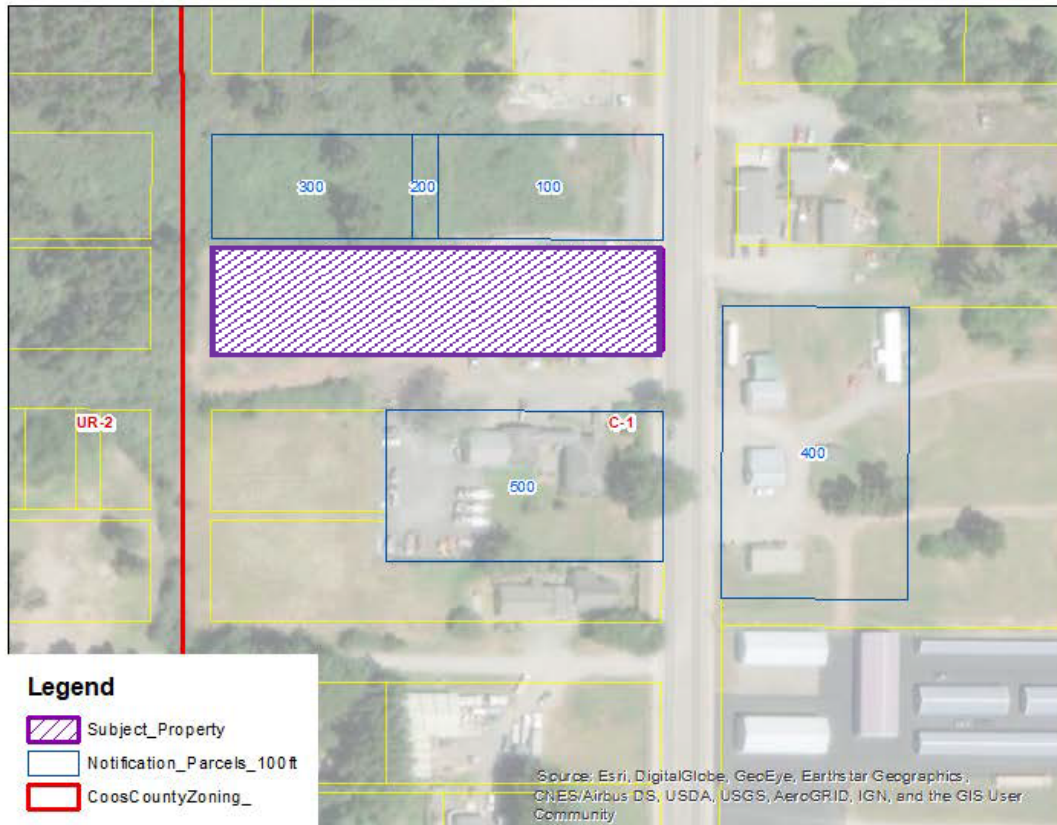 300
200
100
UR-2
C-1
400
500
Legend
Subject_Property
Notification_Parcels_100ft
CoosCountyZoning_
Source: Esri, DigitalGlobe, GeoEye, Earthstar Geographics,
CNES/Airbus DS, USDA, USGS, AeroGRID, IGN, and the GIS User
Community